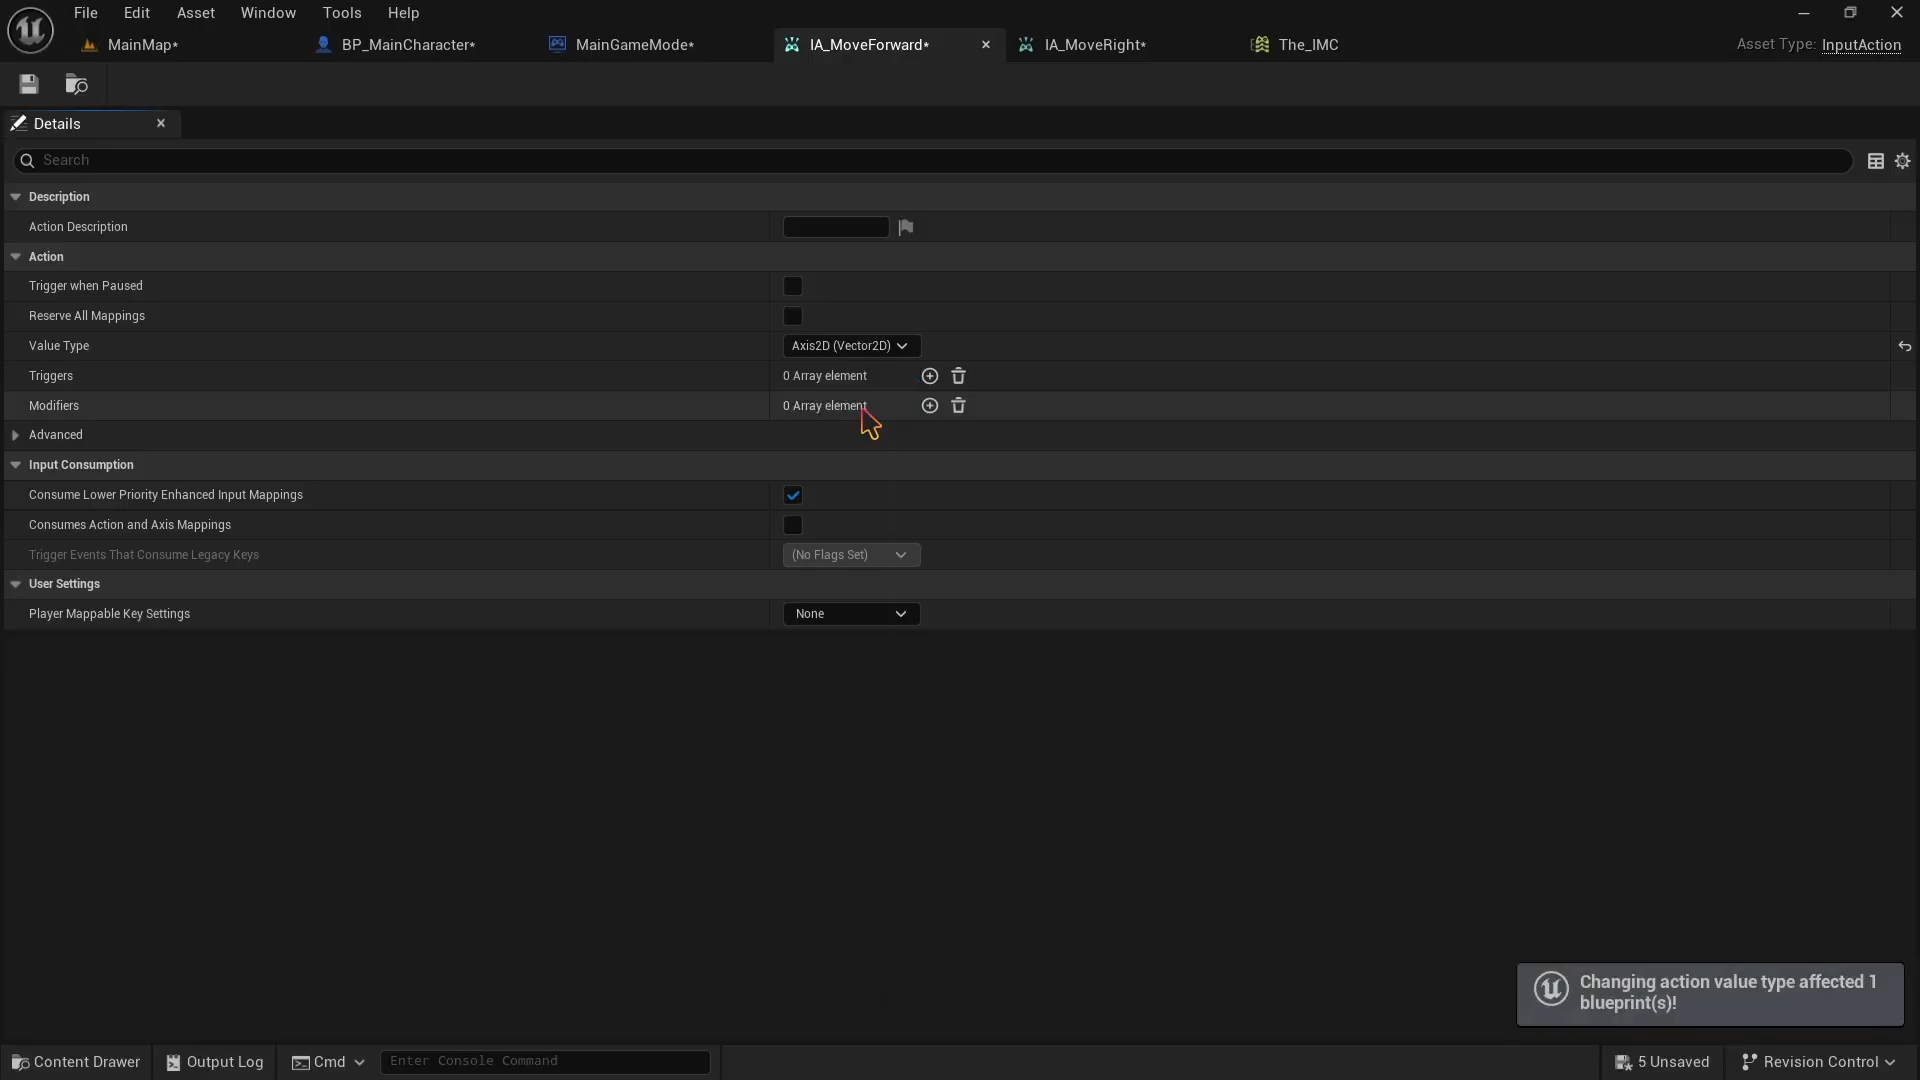 File Edit Asset Window Tools Help
MainMap* BP_MainCharacter* MainGameMode* IA_MoveForward* IA_MoveRight* The_IMC Asset Type: InputAction
Details
Search
Description
Action Description
Action
Trigger when Paused
Reserve All Mappings
Value Type Axis2D (Vector2D)
Triggers 0 Array element
Modifiers 0 Array element
Advanced
Input Consumption
Consume Lower Priority Enhanced Input Mappings
Consumes Action and Axis Mappings
Trigger Events That Consume Legacy Keys (No Flags Set)
User Settings
Player Mappable Key Settings None
Changing action value type affected 1
blueprint(s)!
Content Drawer Output Log Cmd Enter Console Command 5 Unsaved Revision Control